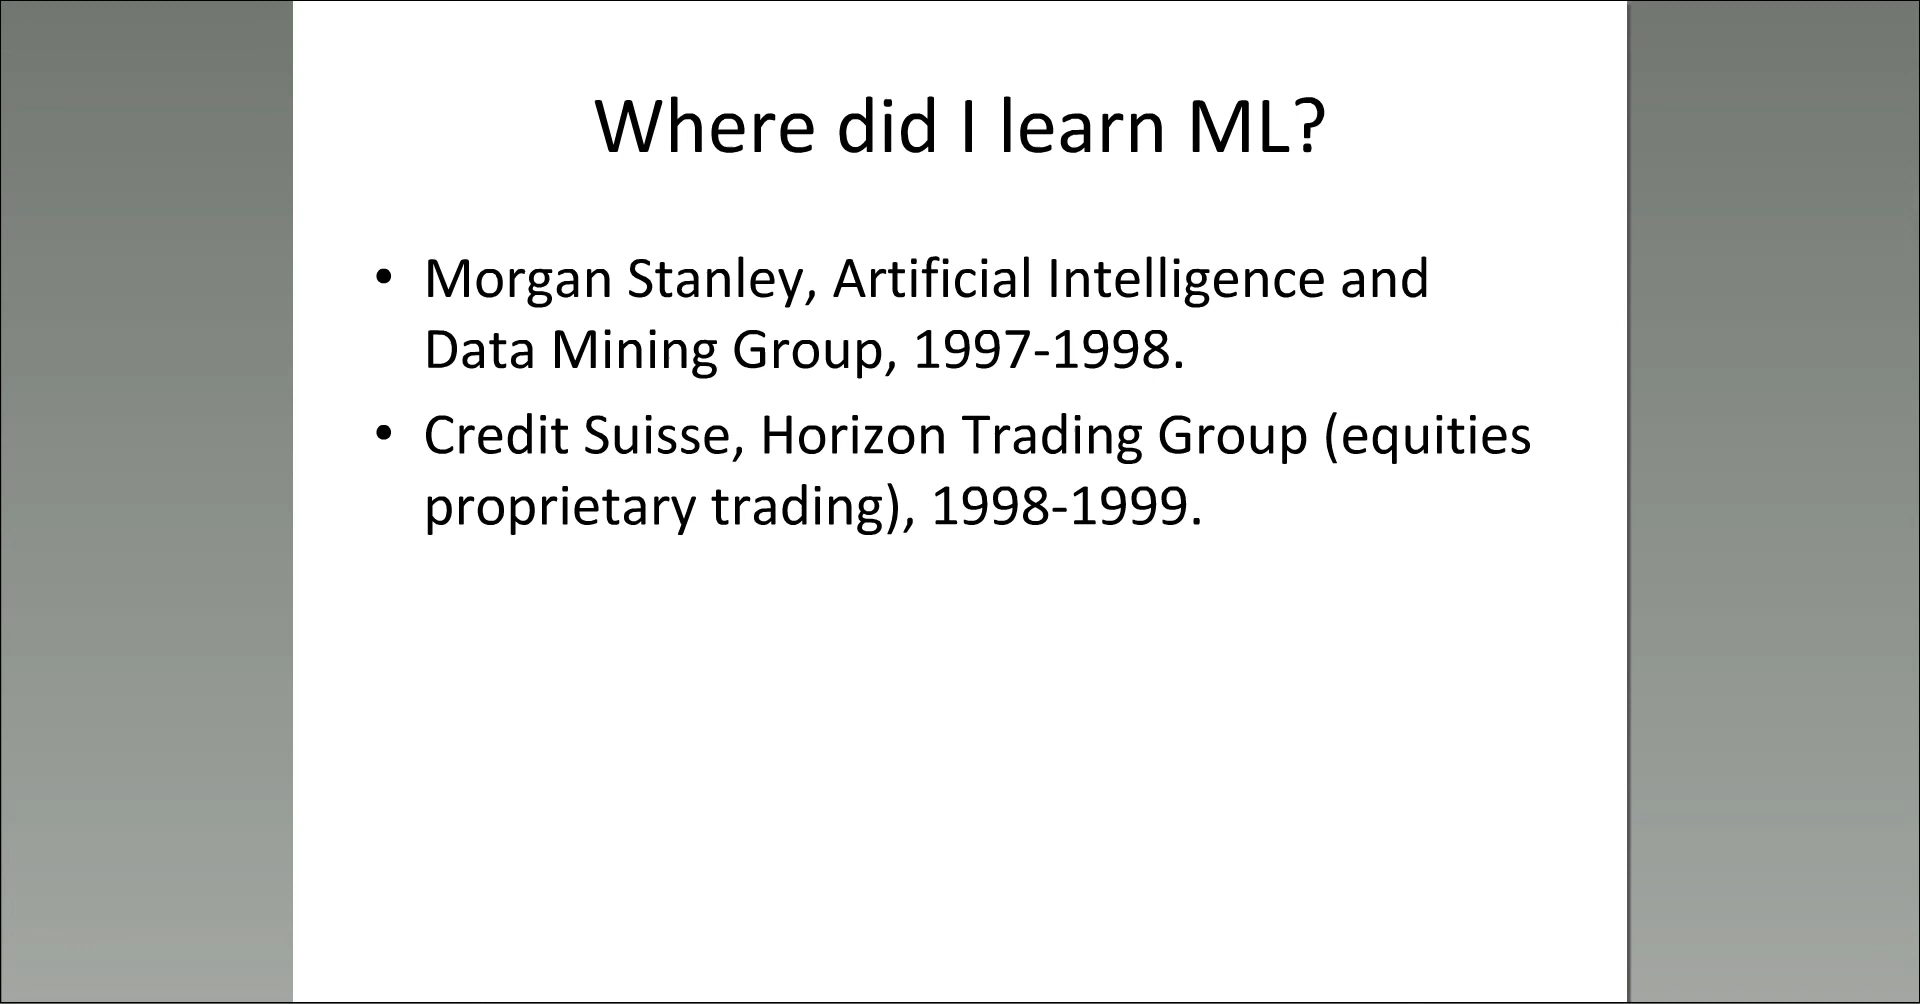 Where did I learn ML?
• Morgan Stanley, Artificial Intelligence and
Data Mining Group, 1997-1998.
• Credit Suisse, Horizon Trading Group (equities
proprietary trading), 1998-1999.